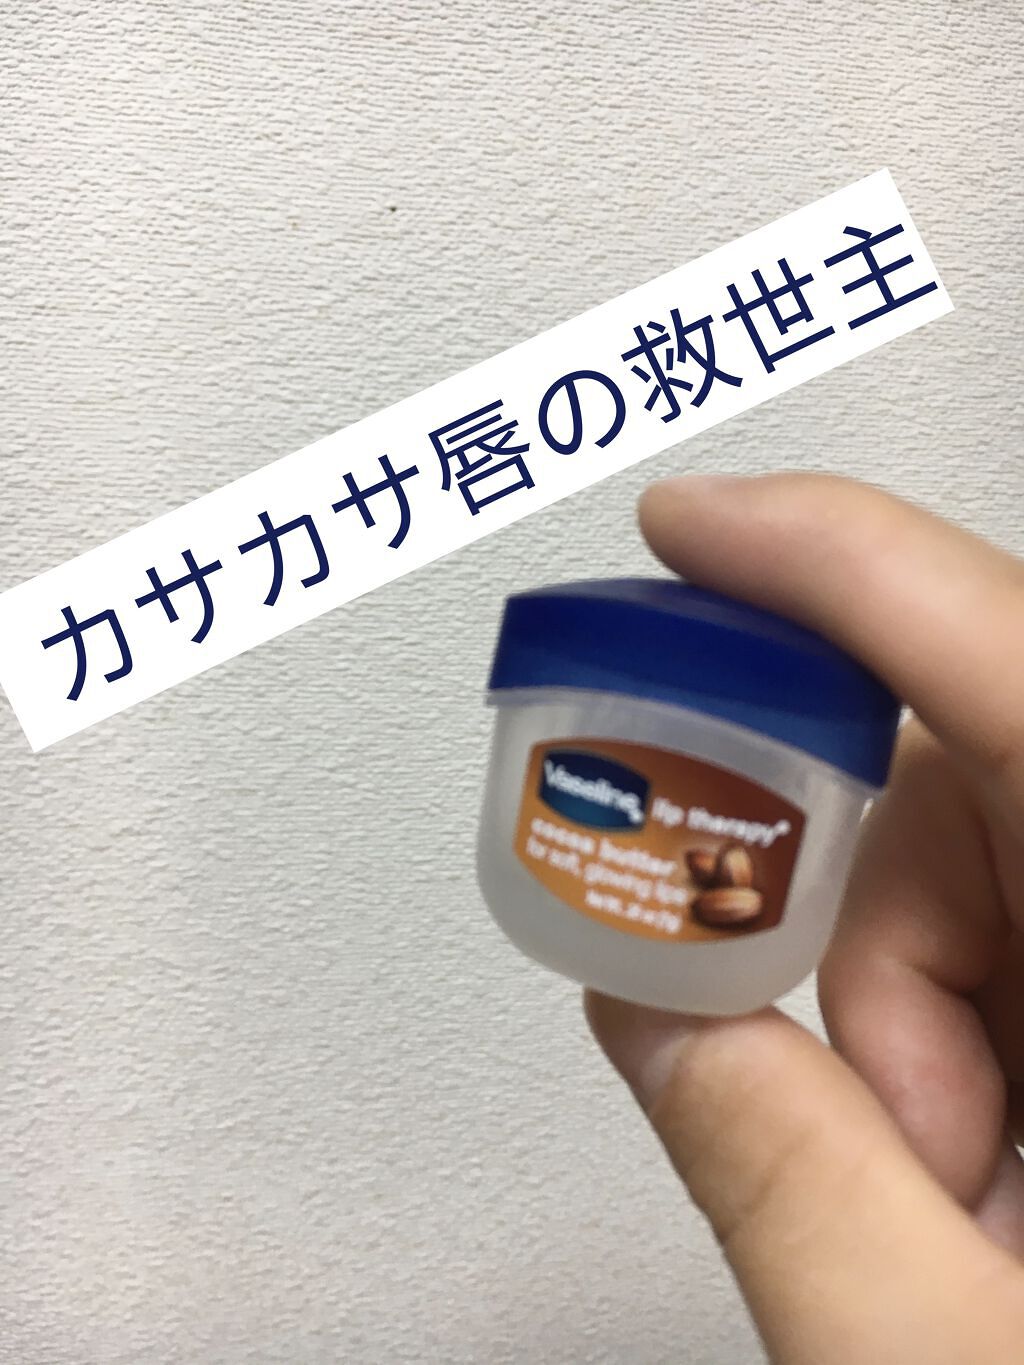 カサカサ唇の救世主
Vaseline lip therapy
cocoa butter
for soft, glowing lips